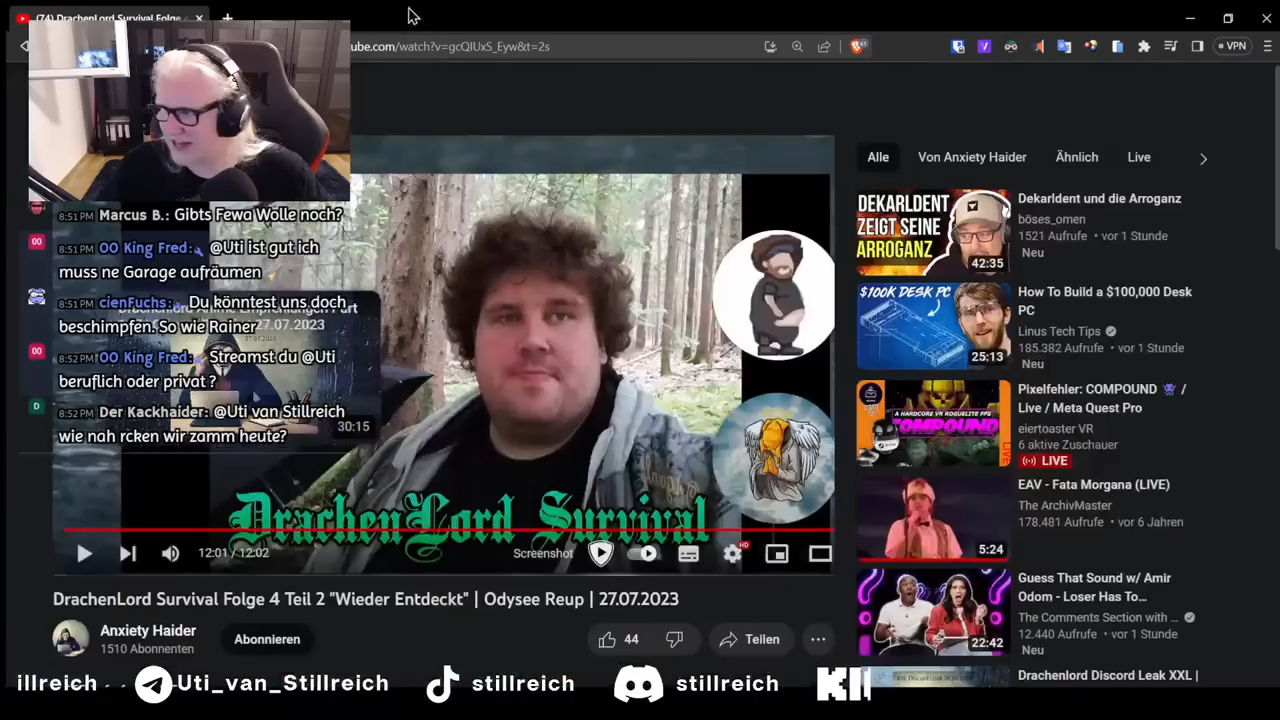 (74) DrachenLord Survival Folge
ube.com/watch?v=gcQIUxS_Eyw&t=2s
VPN
8:51 PM Marcus B.: Gibts Fewa Wolle noch?
8:51 PM OO King Fred: @Uti ist gut ich
muss ne Garage aufräumen
8:51 PM cienFuchs: Du könntest uns doch
beschimpfen. So wie Rainer
8:52 PM OO King Fred: Streamst du @Uti
beruflich oder privat ?
8:52 PM Der Kackhaider: @Uti van Stillreich
wie nah rcken wir zamm heute?
27.07.2023
30:15
DrachenLord Survival
12:01 / 12:02
Screenshot
HD
DrachenLord Survival Folge 4 Teil 2 "Wieder Entdeckt" | Odysee Reup | 27.07.2023
Anxiety Haider
1510 Abonnenten
Abonnieren
44
Teilen
Alle
Von Anxiety Haider
Ähnlich
Live
DEKARLDENT
ZEIGT SEINE
ARROGANZ
42:35
Dekarldent und die Arroganz
böses_omen
1521 Aufrufe • vor 1 Stunde
Neu
$100K DESK PC
25:13
How To Build a $100,000 Desk
PC
Linus Tech Tips
185.382 Aufrufe • vor 1 Stunde
Neu
A HARDCORE VR ROGUELITE FPS
COMPOUND
LIVE
Pixelfehler: COMPOUND /
Live / Meta Quest Pro
eiertoaster VR
6 aktive Zuschauer
LIVE
5:24
EAV - Fata Morgana (LIVE)
The ArchivMaster
178.481 Aufrufe • vor 6 Jahren
22:42
Guess That Sound w/ Amir
Odom - Loser Has To...
The Comments Section with ...
12.440 Aufrufe • vor 1 Stunde
Neu
Drachenlord Discord Leak XXL |
illreich
Uti_van_Stillreich
stillreich
stillreich
KI